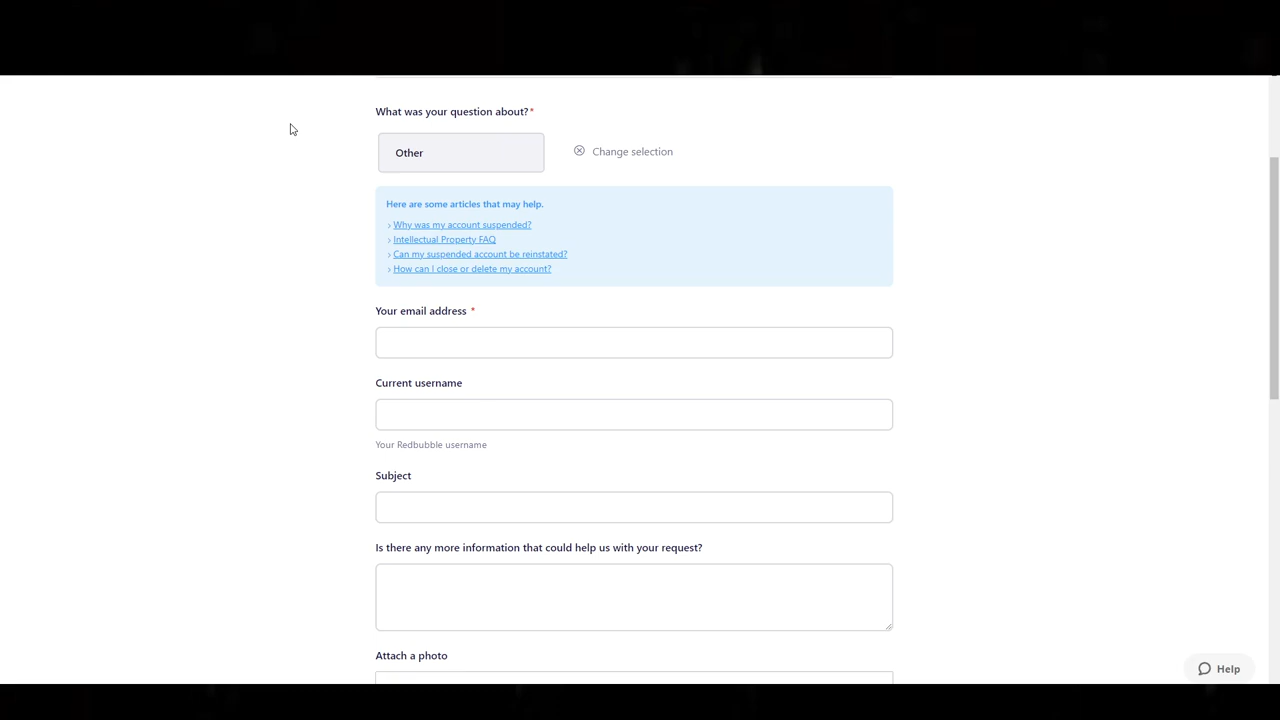 What was your question about?*
Other
Change selection
Here are some articles that may help.
› Why was my account suspended?
› Intellectual Property FAQ
› Can my suspended account be reinstated?
› How can I close or delete my account?
Your email address *
Current username
Your Redbubble username
Subject
Is there any more information that could help us with your request?
Attach a photo
Help